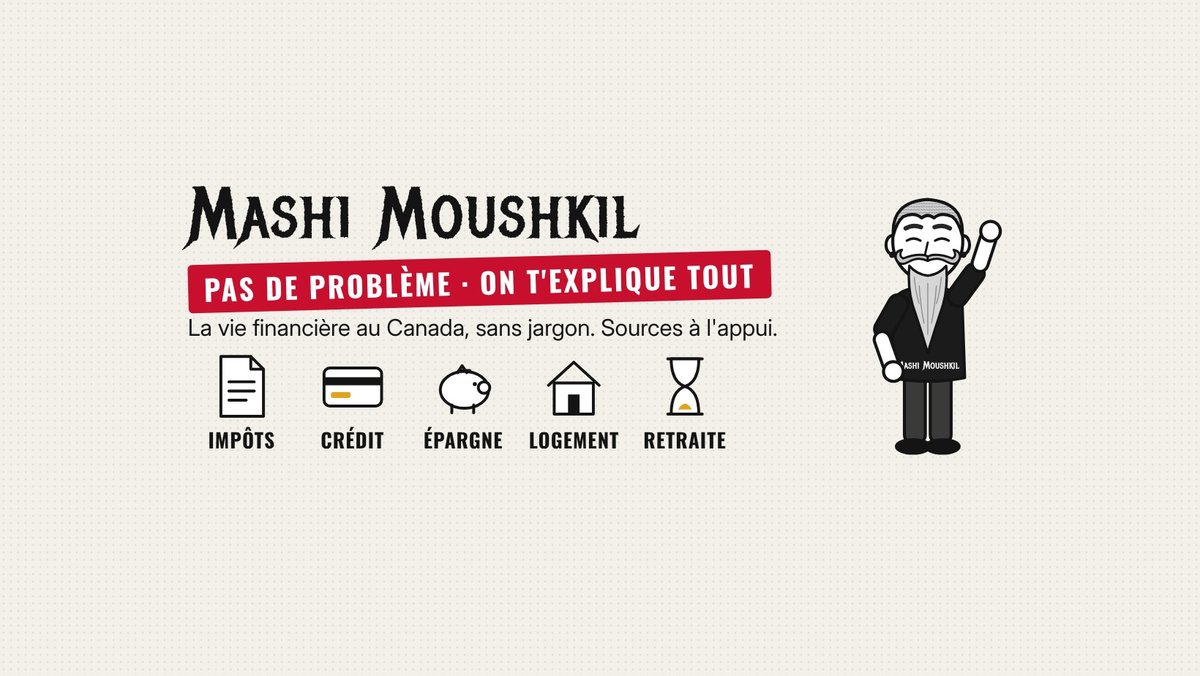 Mashi Moushkil
PAS DE PROBLÈME · ON T'EXPLIQUE TOUT
La vie financière au Canada, sans jargon. Sources à l'appui.
IMPÔTS CRÉDIT ÉPARGNE LOGEMENT RETRAITE
Mashi Moushkil